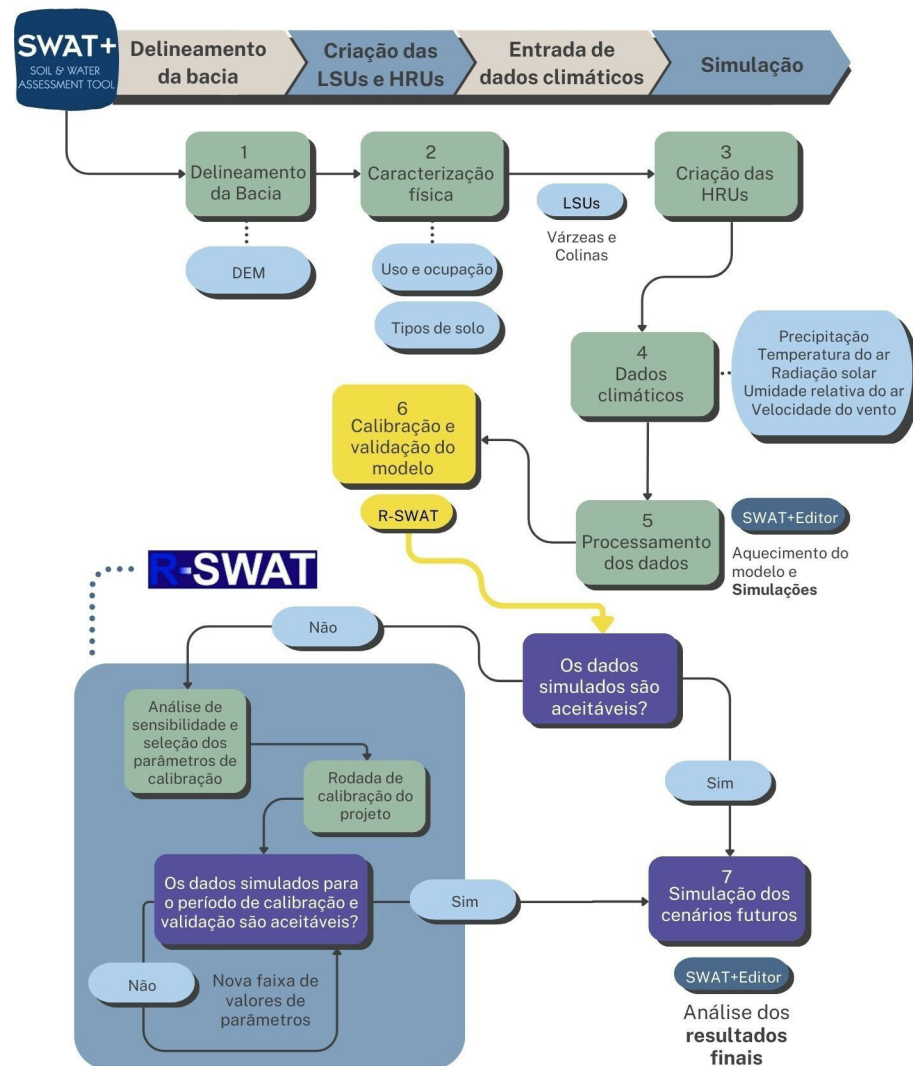 SWAT+
SOIL & WATER
ASSESSMENT TOOL
Delineamento
da bacia
Criação das
LSUs e HRUs
Entrada de
dados climáticos
Simulação
1
Delineamento
da Bacia
DEM
2
Caracterização
física
Uso e ocupação
Tipos de solo
LSUs
Várzeas e
Colinas
3
Criação das
HRUs
4
Dados
climáticos
Precipitação
Temperatura do ar
Radiação solar
Umidade relativa do ar
Velocidade do vento
5
Processamento
dos dados
SWAT+Editor
Aquecimento do
modelo e
Simulações
6
Calibração e
validação do
modelo
R-SWAT
R-SWAT
Os dados
simulados são
aceitáveis?
Não
Análise de
sensibilidade e
seleção dos
parâmetros de
calibração
Rodada de
calibração do
projeto
Os dados simulados para
o período de calibração e
validação são aceitáveis?
Não
Nova faixa de
valores de
parâmetros
Sim
Sim
7
Simulação dos
cenários futuros
SWAT+Editor
Análise dos
resultados
finais